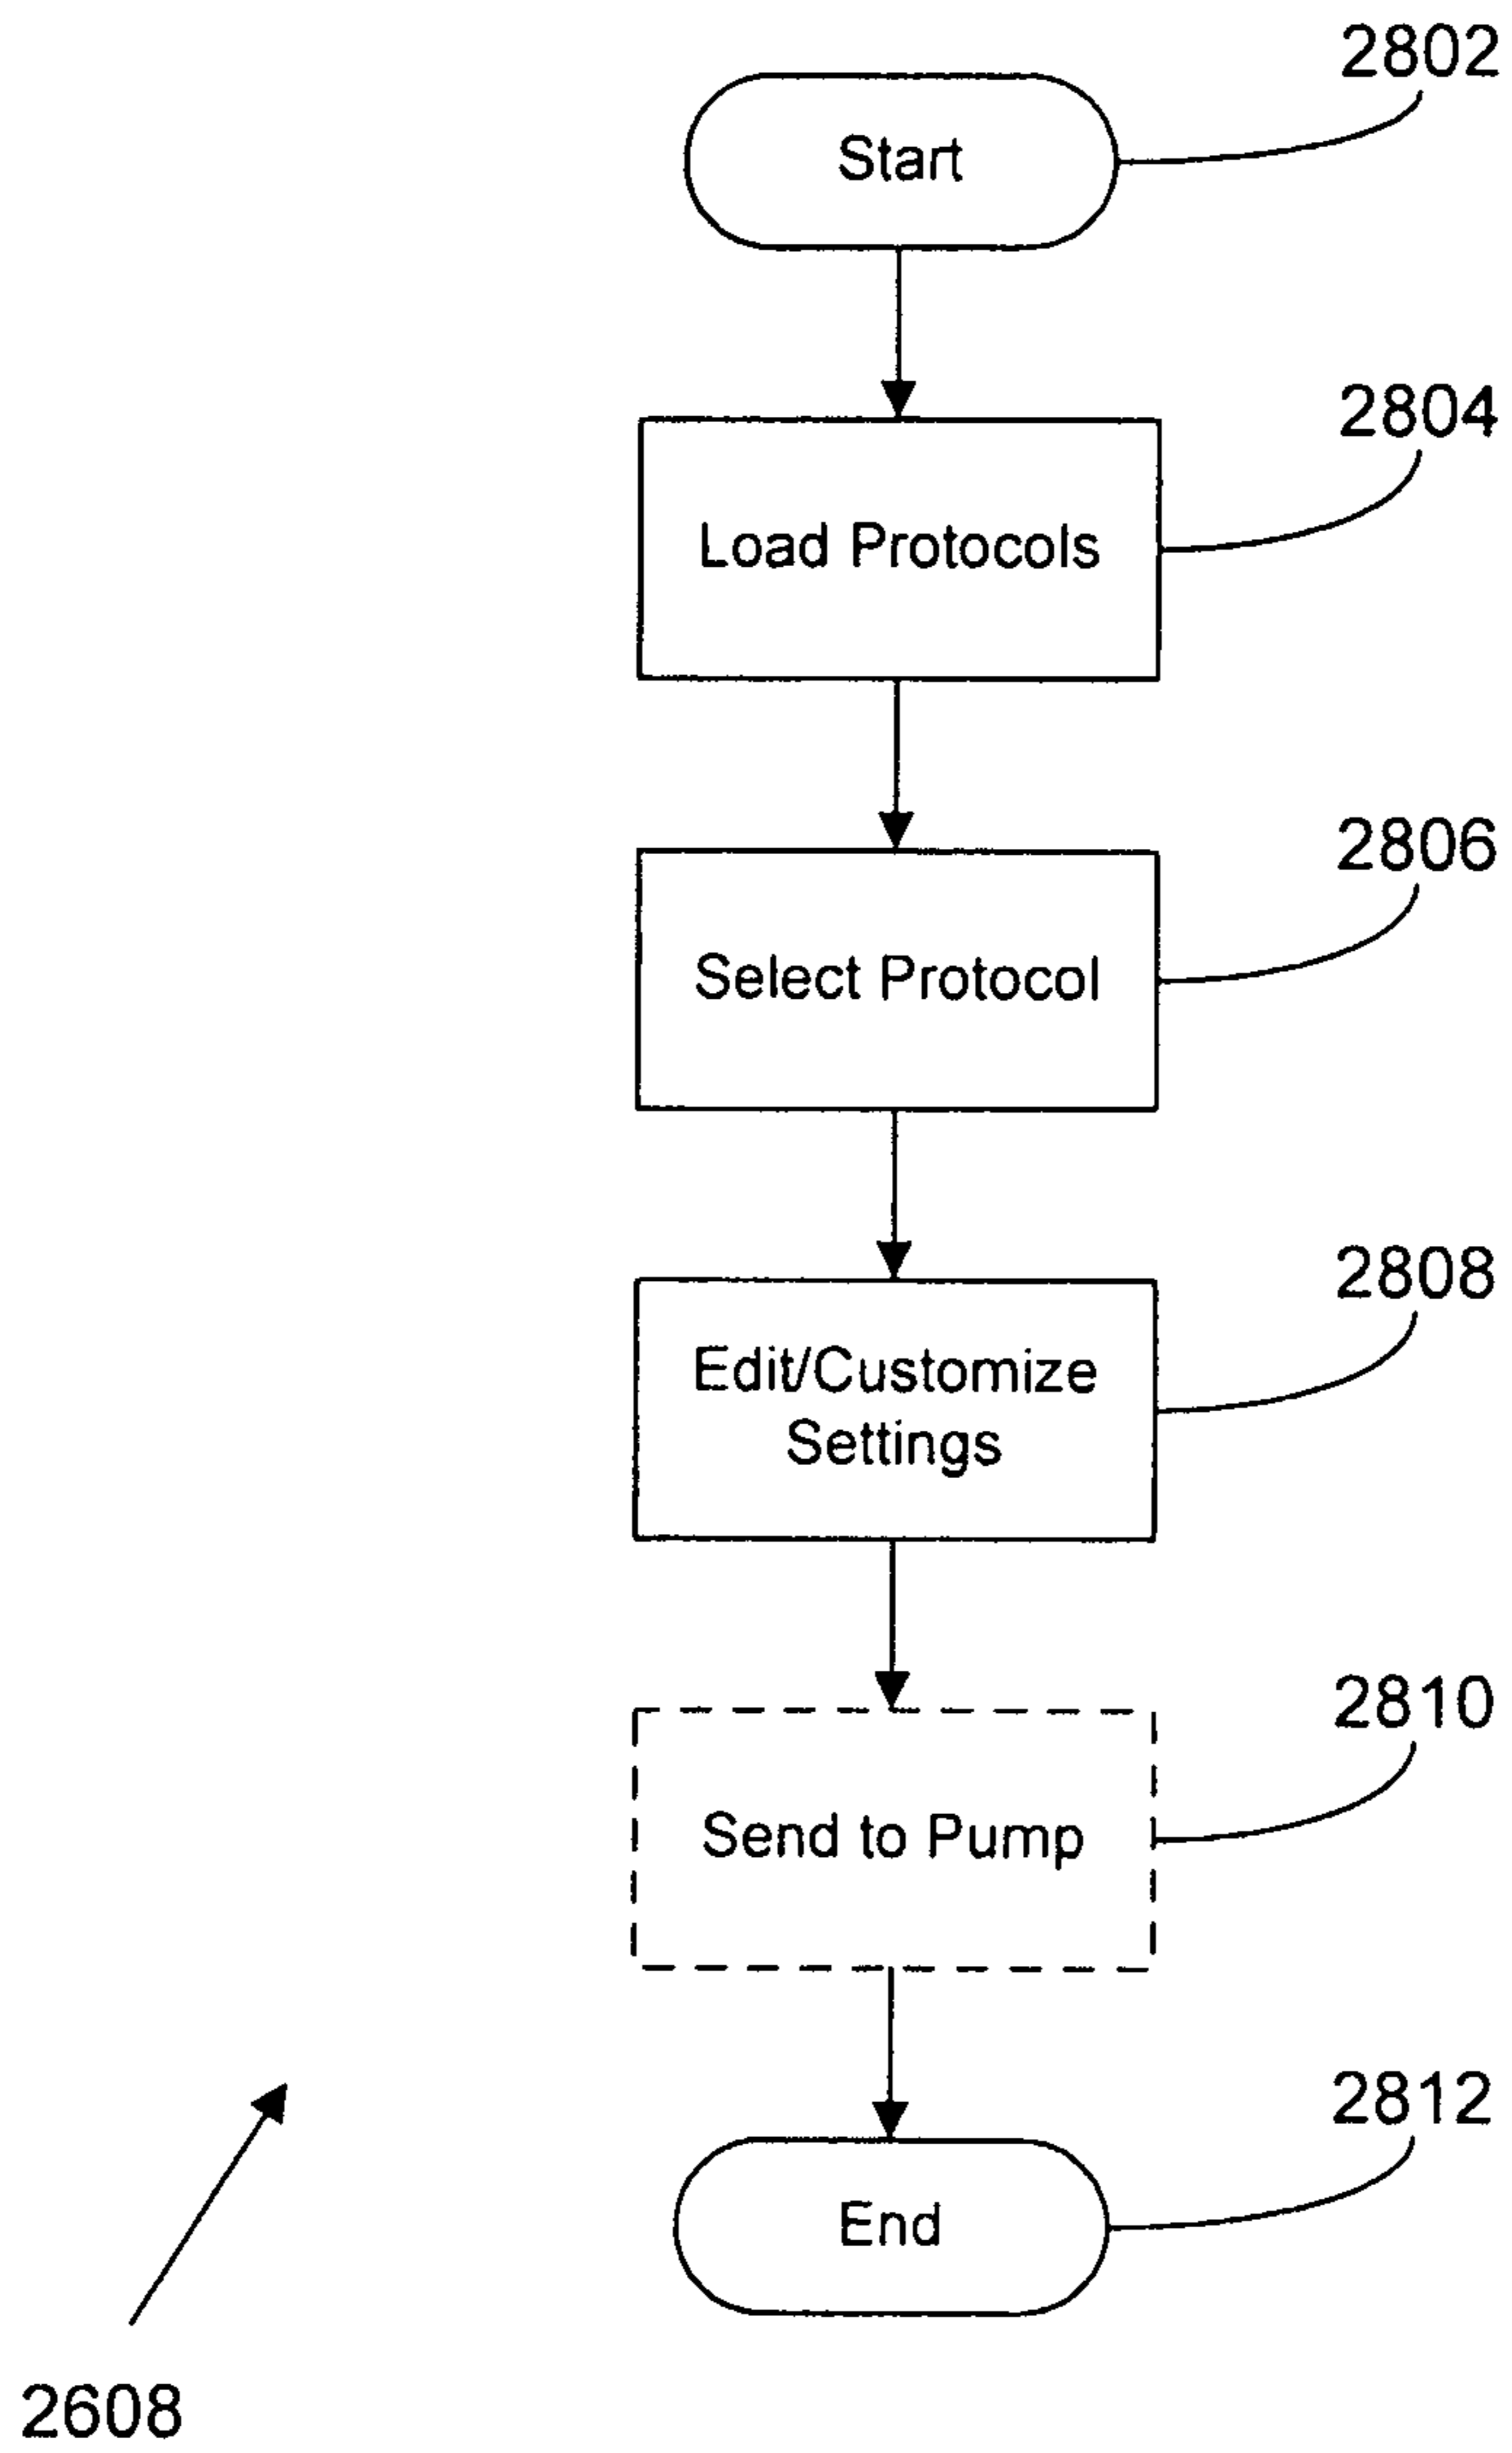 2802
Start
2804
Load Protocols
2806
Select Protocol
2808
Edit/Customize
Settings
2810
Send to Pump
2812
End
2608